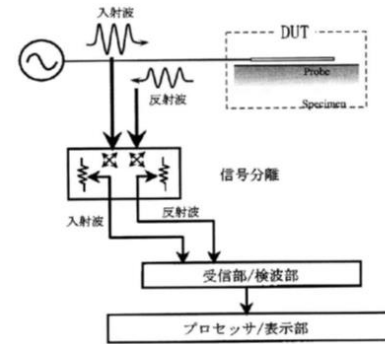 入射波
DUT
Probe
反射波
Specimen
信号分離
入射波
反射波
受信部/検波部
プロセッサ/表示部